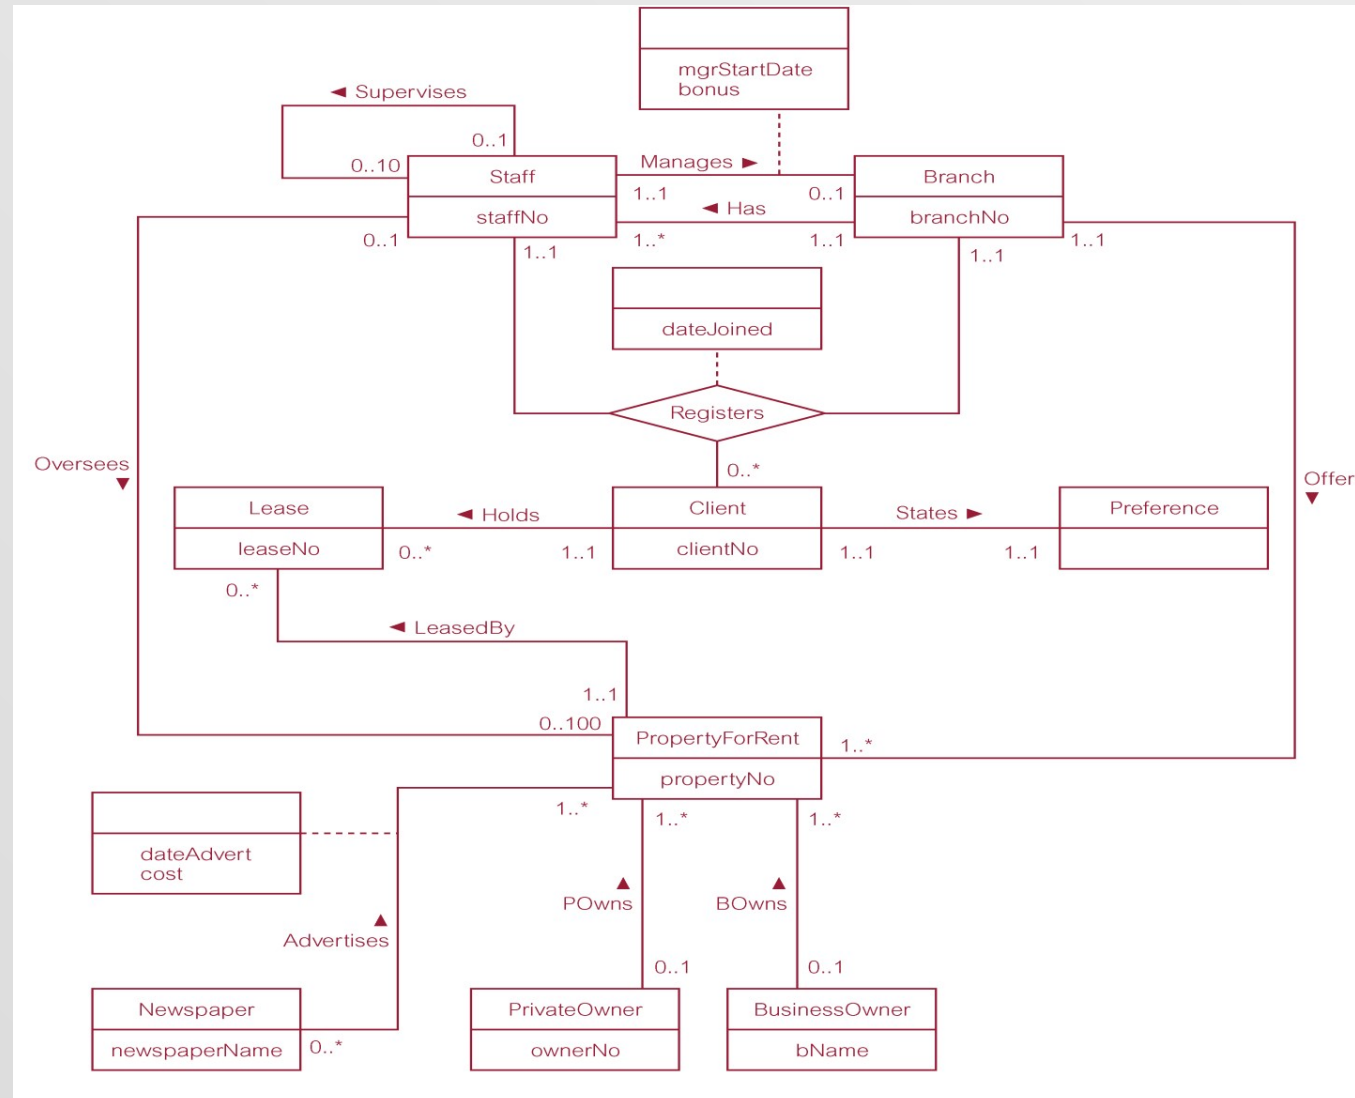 mgrStartDate
bonus
◄ Supervises
0..1
0..10
Staff
staffNo
Manages ►
1..1
0..1
Branch
branchNo
◄ Has
0..1
1..1
1..*
1..1
1..1
1..1
dateJoined
Registers
0..*
Oversees
▼
Offer
▼
Lease
leaseNo
◄ Holds
0..*
1..1
Client
clientNo
States ►
1..1
1..1
Preference
0..*
◄ LeasedBy
1..1
0..100
PropertyForRent
propertyNo
1..*
1..*
1..*
1..*
dateAdvert
cost
▲
POwns
▲
BOwns
▲
Advertises
0..1
0..1
Newspaper
newspaperName
0..*
PrivateOwner
ownerNo
BusinessOwner
bName